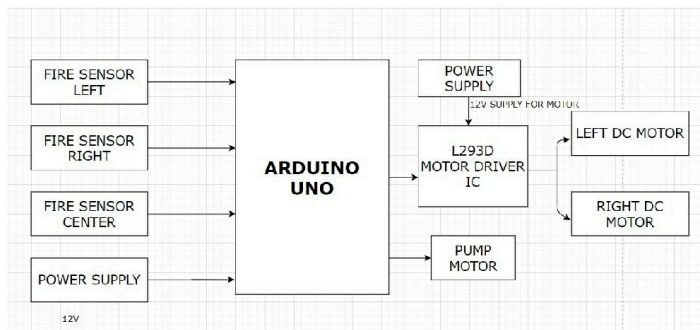 FIRE SENSOR
LEFT
FIRE SENSOR
RIGHT
FIRE SENSOR
CENTER
POWER SUPPLY
12V
ARDUINO
UNO
POWER
SUPPLY
12V SUPPLY FOR MOTOR
L293D
MOTOR DRIVER
IC
PUMP
MOTOR
LEFT DC MOTOR
RIGHT DC
MOTOR